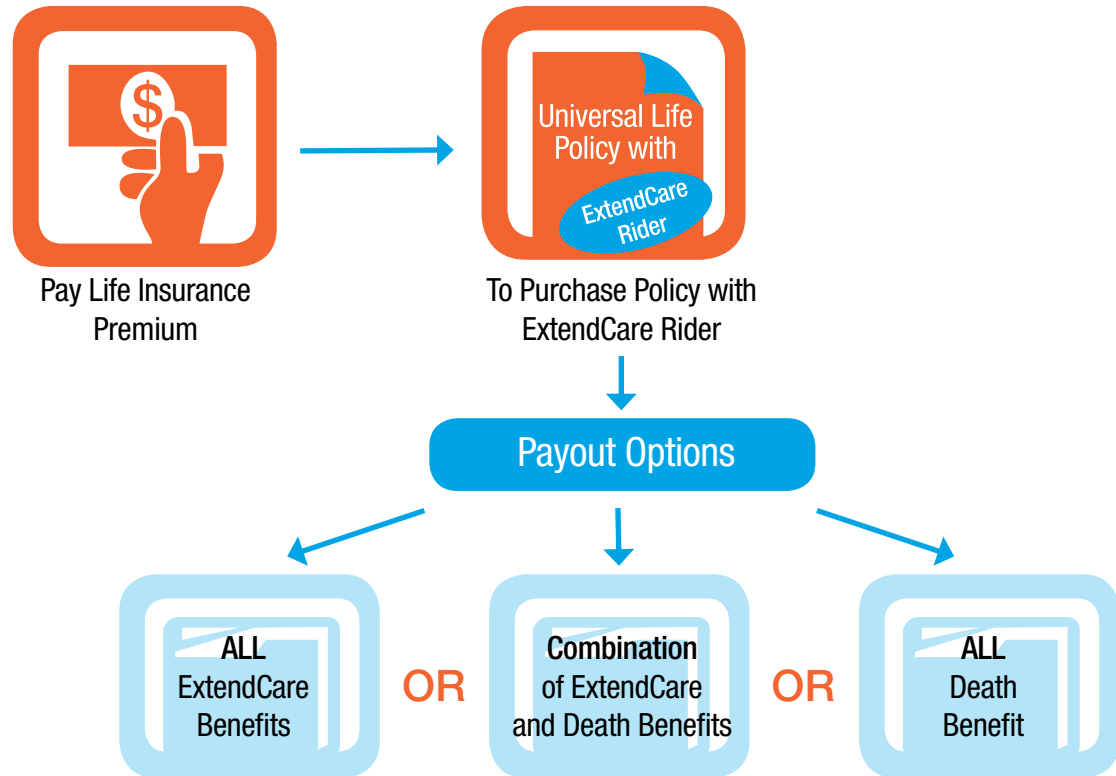 $
Universal Life
Policy with
ExtendCare
Rider
Pay Life Insurance
Premium
To Purchase Policy with
ExtendCare Rider
Payout Options
ALL
ExtendCare
Benefits
OR
Combination
of ExtendCare
and Death Benefits
OR
ALL
Death
Benefit